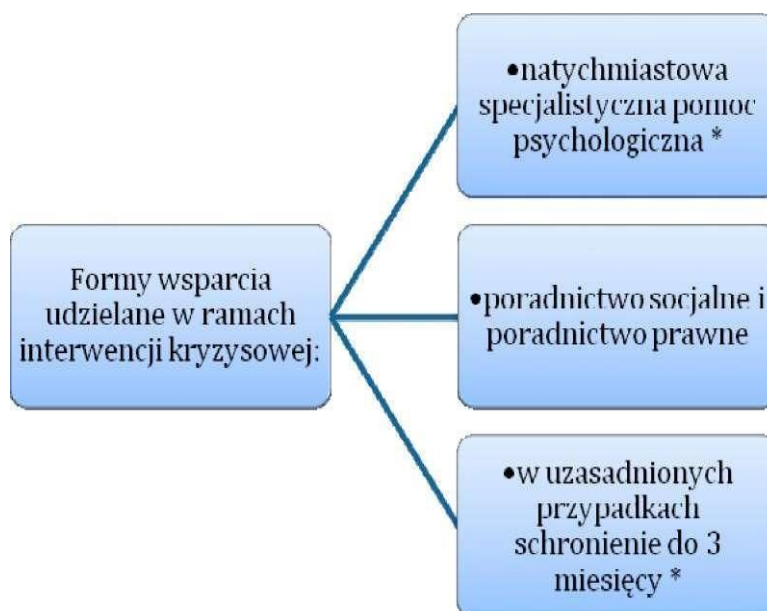 Formy wsparcia
udzielane w ramach
interwencji kryzysowej:
•natychmiastowa
specjalistyczna pomoc
psychologiczna *
•poradnictwo socjalne i
poradnictwo prawne
•w uzasadnionych
przypadkach
schronienie do 3
miesięcy *